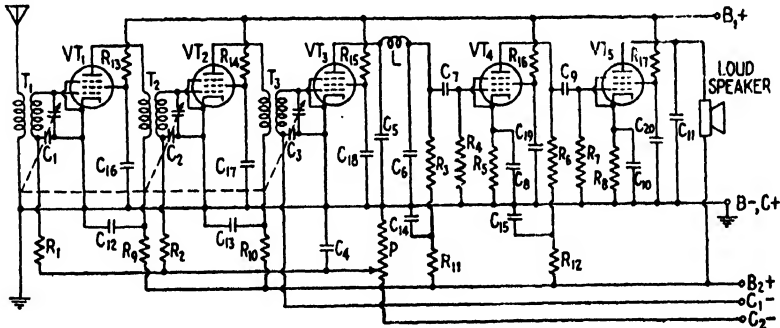 B₁+
VT₁ R₁₃ VT₂ R₁₄ VT₃ R₁₅ VT₄ R₁₆ VT₅ R₁₇
T₁ T₂ T₃ L C₇ C₉ LOUD SPEAKER
C₁ C₂ C₃ C₅ C₁₉ C₂₀ C₁₁
C₁₆ C₁₇ C₁₈ C₆ R₃ R₄ R₅ C₈ R₆ R₇ R₈ C₁₀
B-, C+
C₁₂ C₁₃ C₁₄ C₁₅
R₁ R₉ R₂ R₁₀ C₄ P R₁₁ R₁₂
B₂+
C₁-
C₂-